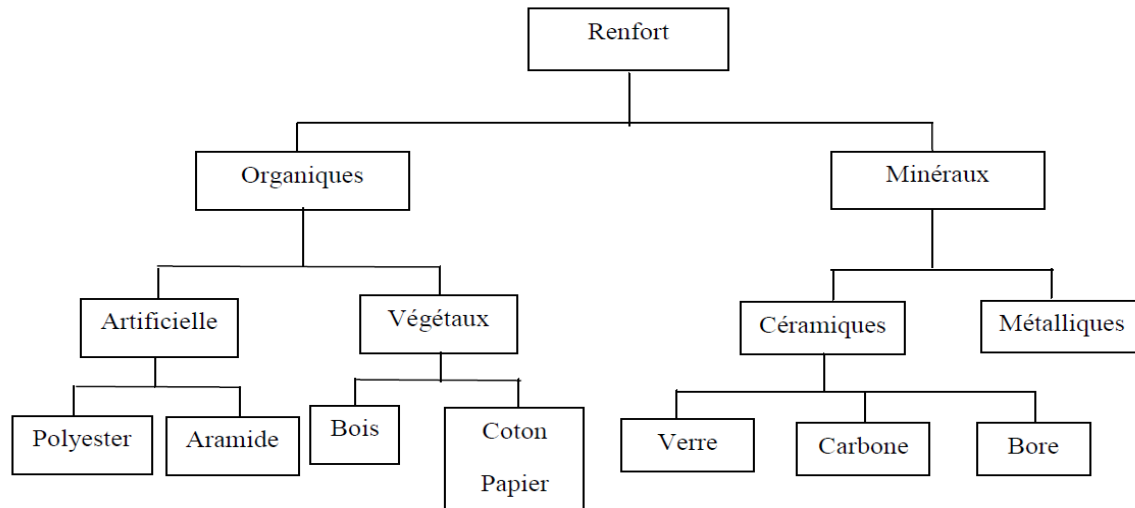 Renfort
Organiques
Minéraux
Artificielle
Végétaux
Céramiques
Métalliques
Polyester
Aramide
Bois
Coton
Papier
Verre
Carbone
Bore